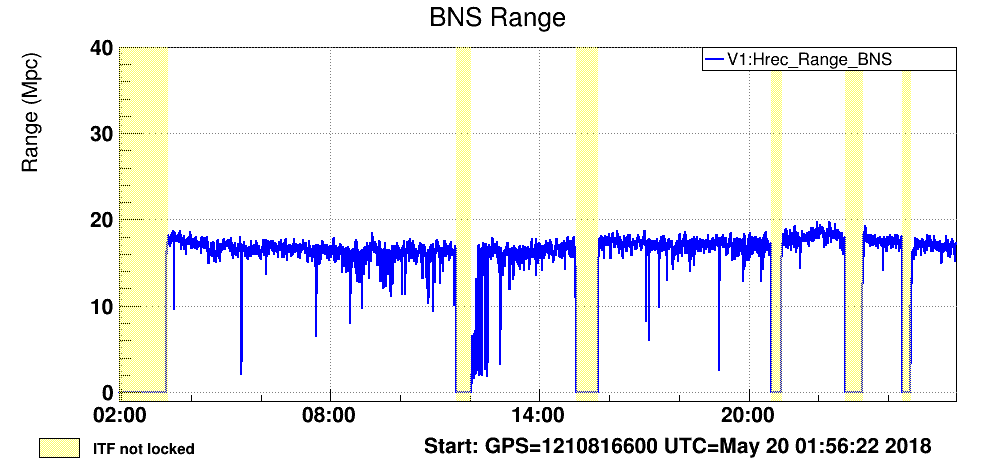 BNS Range
Range (Mpc)
V1:Hrec_Range_BNS
40
30
20
10
0
02:00 08:00 14:00 20:00
ITF not locked
Start: GPS=1210816600 UTC=May 20 01:56:22 2018